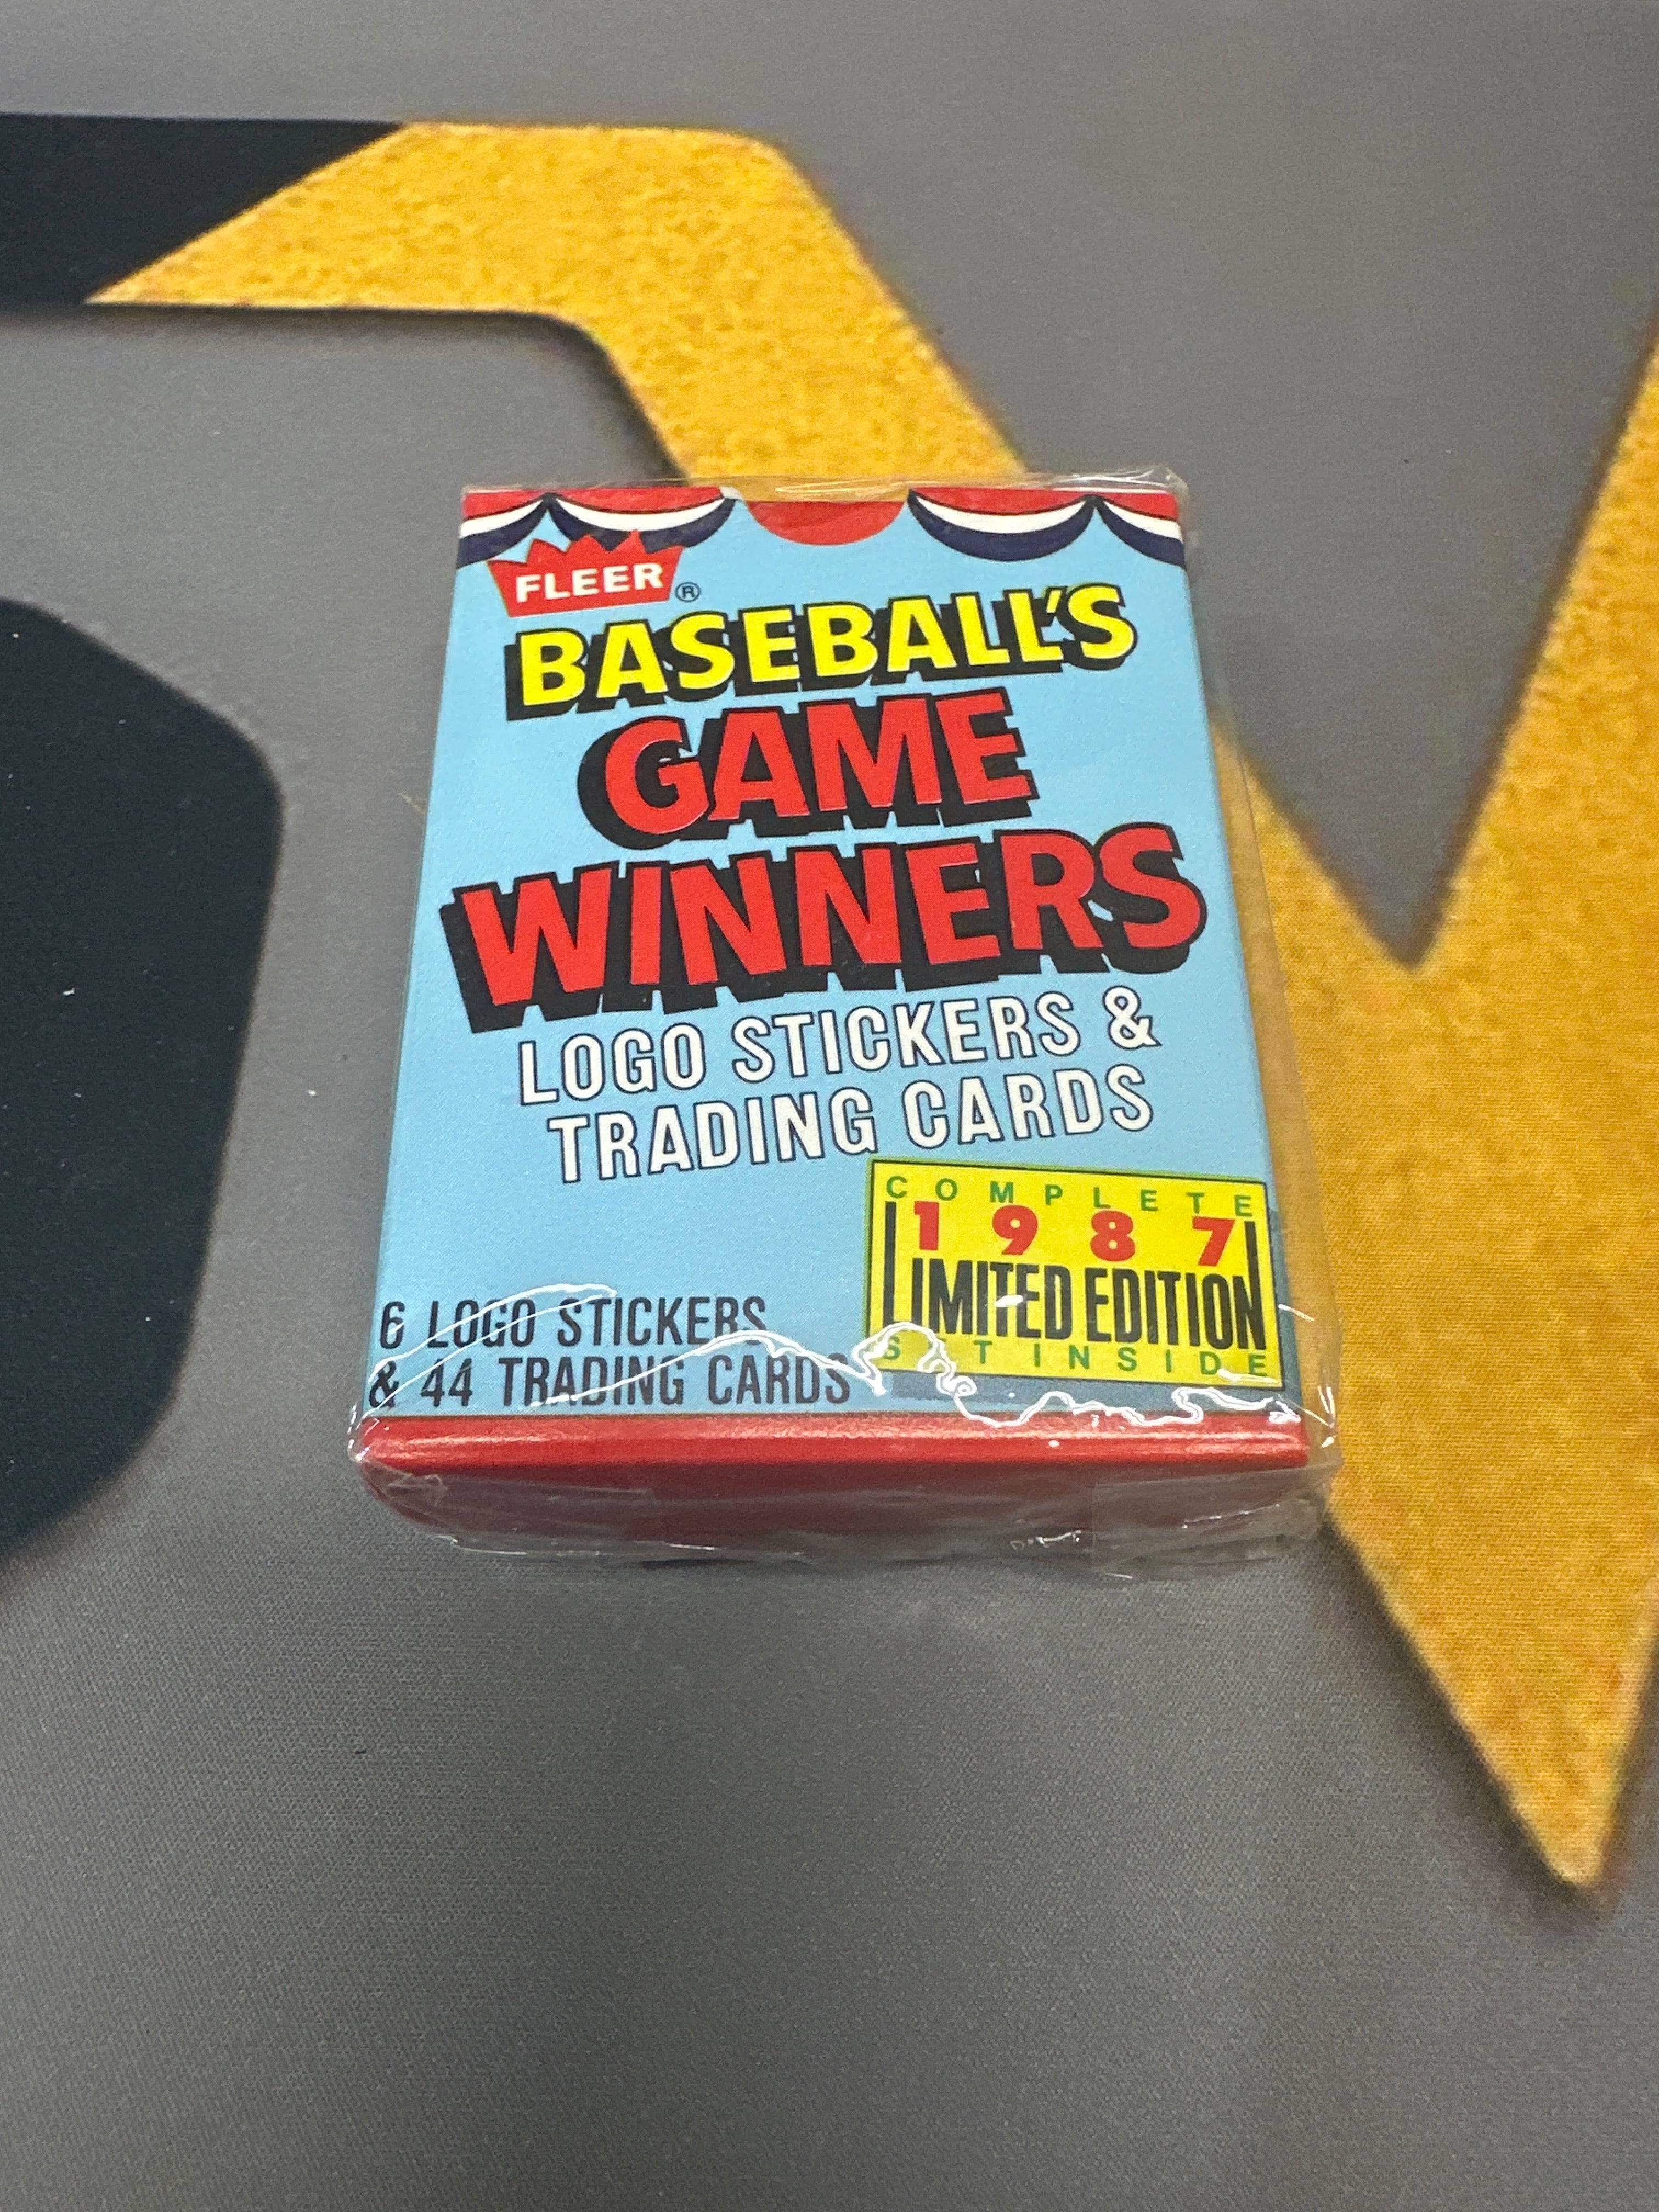 FLEER®
BASEBALL'S
GAME
WINNERS
LOGO STICKERS &
TRADING CARDS
COMPLETE
1987
LIMITED EDITION
SET INSIDE
6 LOGO STICKERS
& 44 TRADING CARDS